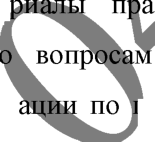 риалы пра
о вопросам
ации по г